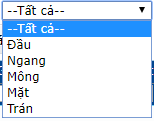 --Tất cả--
--Tất cả--
Đầu
Ngang
Mông
Mặt
Trán